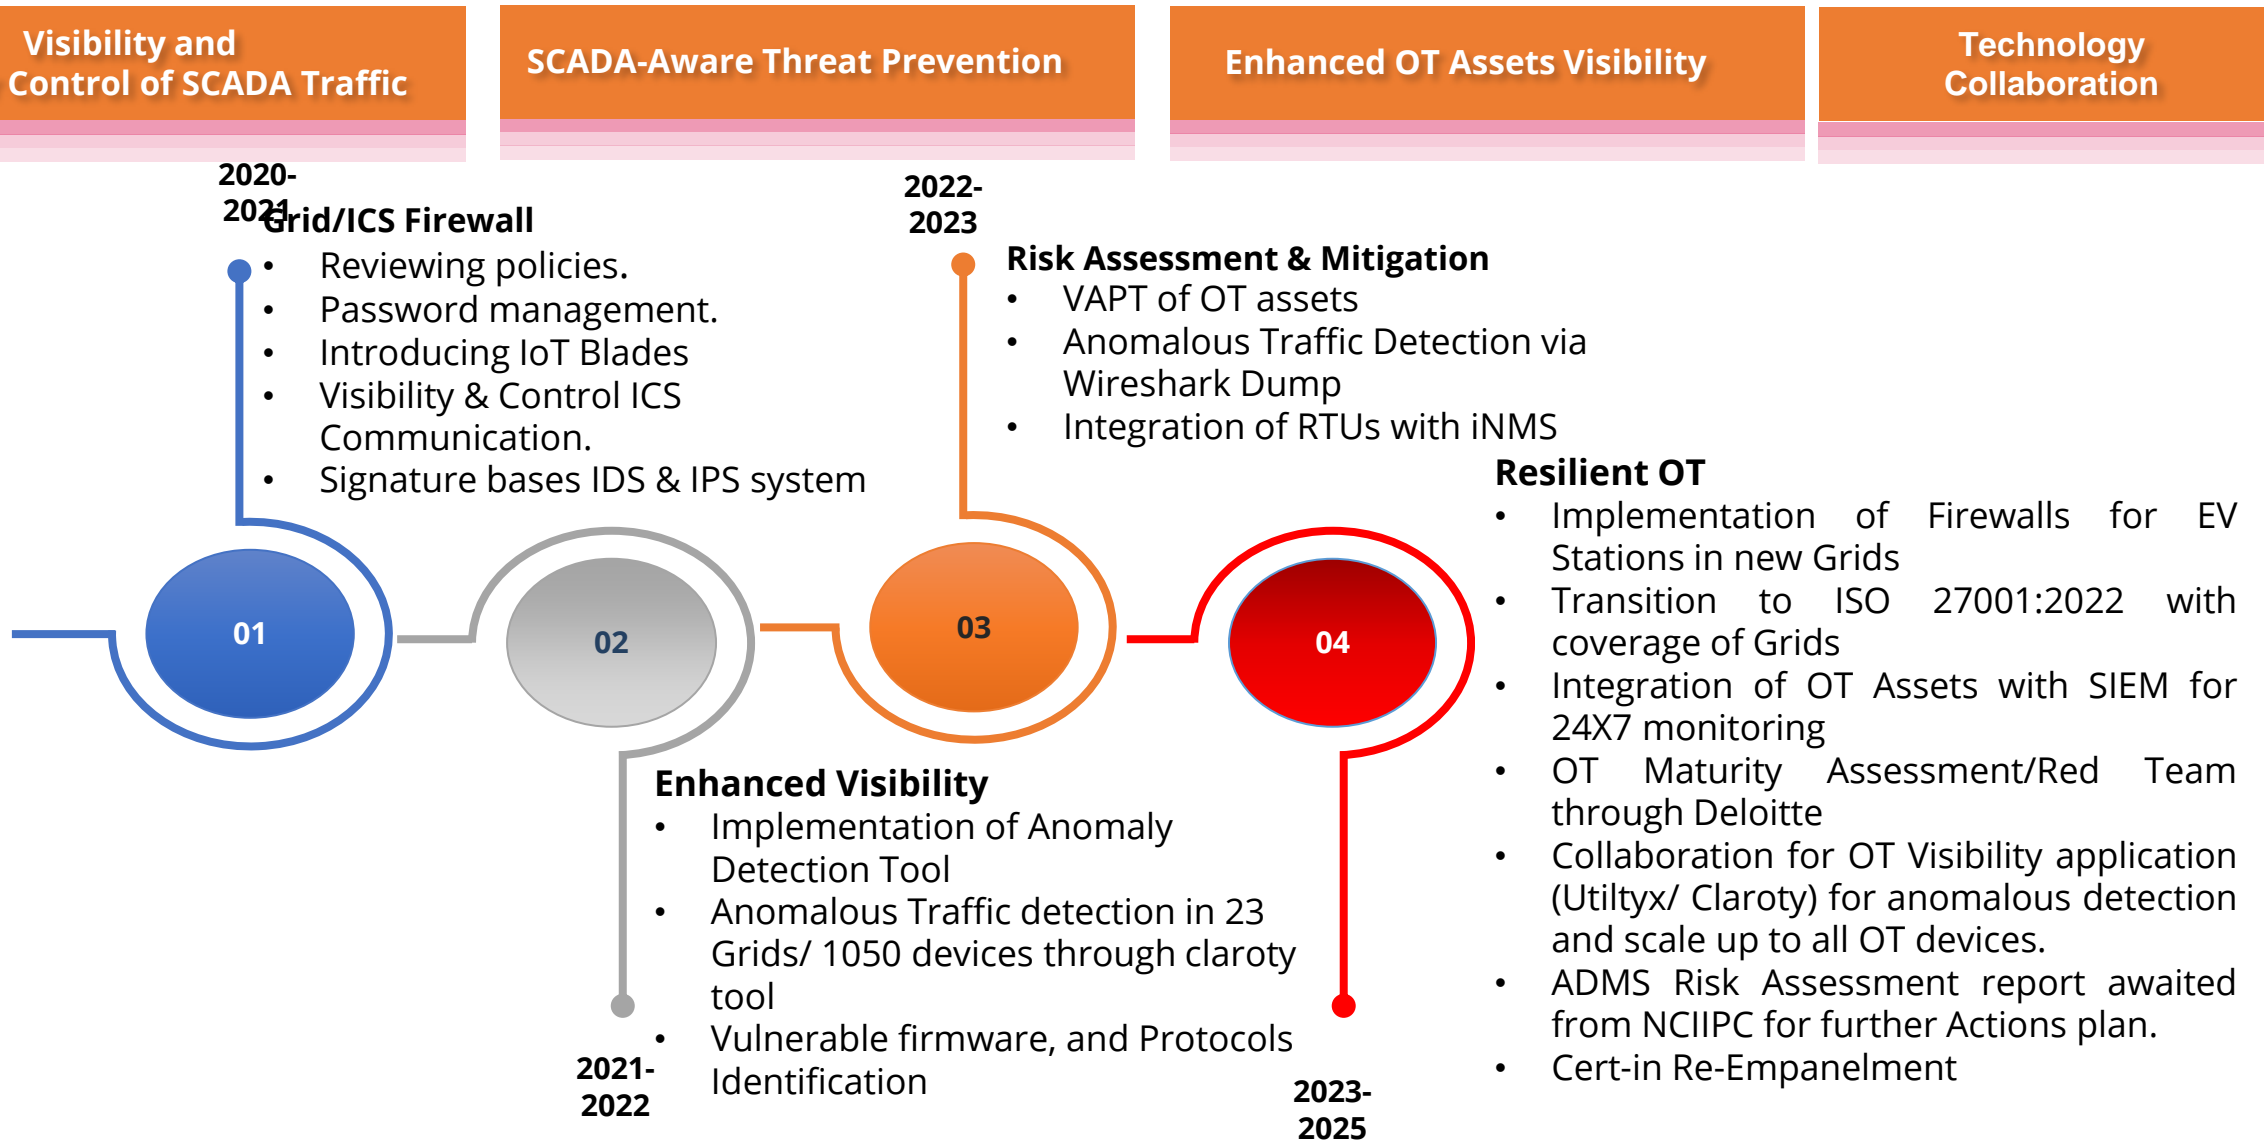 Visibility and
Control of SCADA Traffic
SCADA-Aware Threat Prevention
Enhanced OT Assets Visibility
Technology
Collaboration
2020-
2021
Grid/ICS Firewall
• Reviewing policies.
• Password management.
• Introducing IoT Blades
• Visibility & Control ICS
Communication.
• Signature bases IDS & IPS system
2022-
2023
Risk Assessment & Mitigation
• VAPT of OT assets
• Anomalous Traffic Detection via
Wireshark Dump
• Integration of RTUs with iNMS
01
02
03
04
Enhanced Visibility
• Implementation of Anomaly
Detection Tool
• Anomalous Traffic detection in 23
Grids/ 1050 devices through claroty
tool
• Vulnerable firmware, and Protocols
Identification
2021-
2022
Resilient OT
• Implementation of Firewalls for EV
Stations in new Grids
• Transition to ISO 27001:2022 with
coverage of Grids
• Integration of OT Assets with SIEM for
24X7 monitoring
• OT Maturity Assessment/Red Team
through Deloitte
• Collaboration for OT Visibility application
(Utiltyx/ Claroty) for anomalous detection
and scale up to all OT devices.
• ADMS Risk Assessment report awaited
from NCIIPC for further Actions plan.
• Cert-in Re-Empanelment
2023-
2025